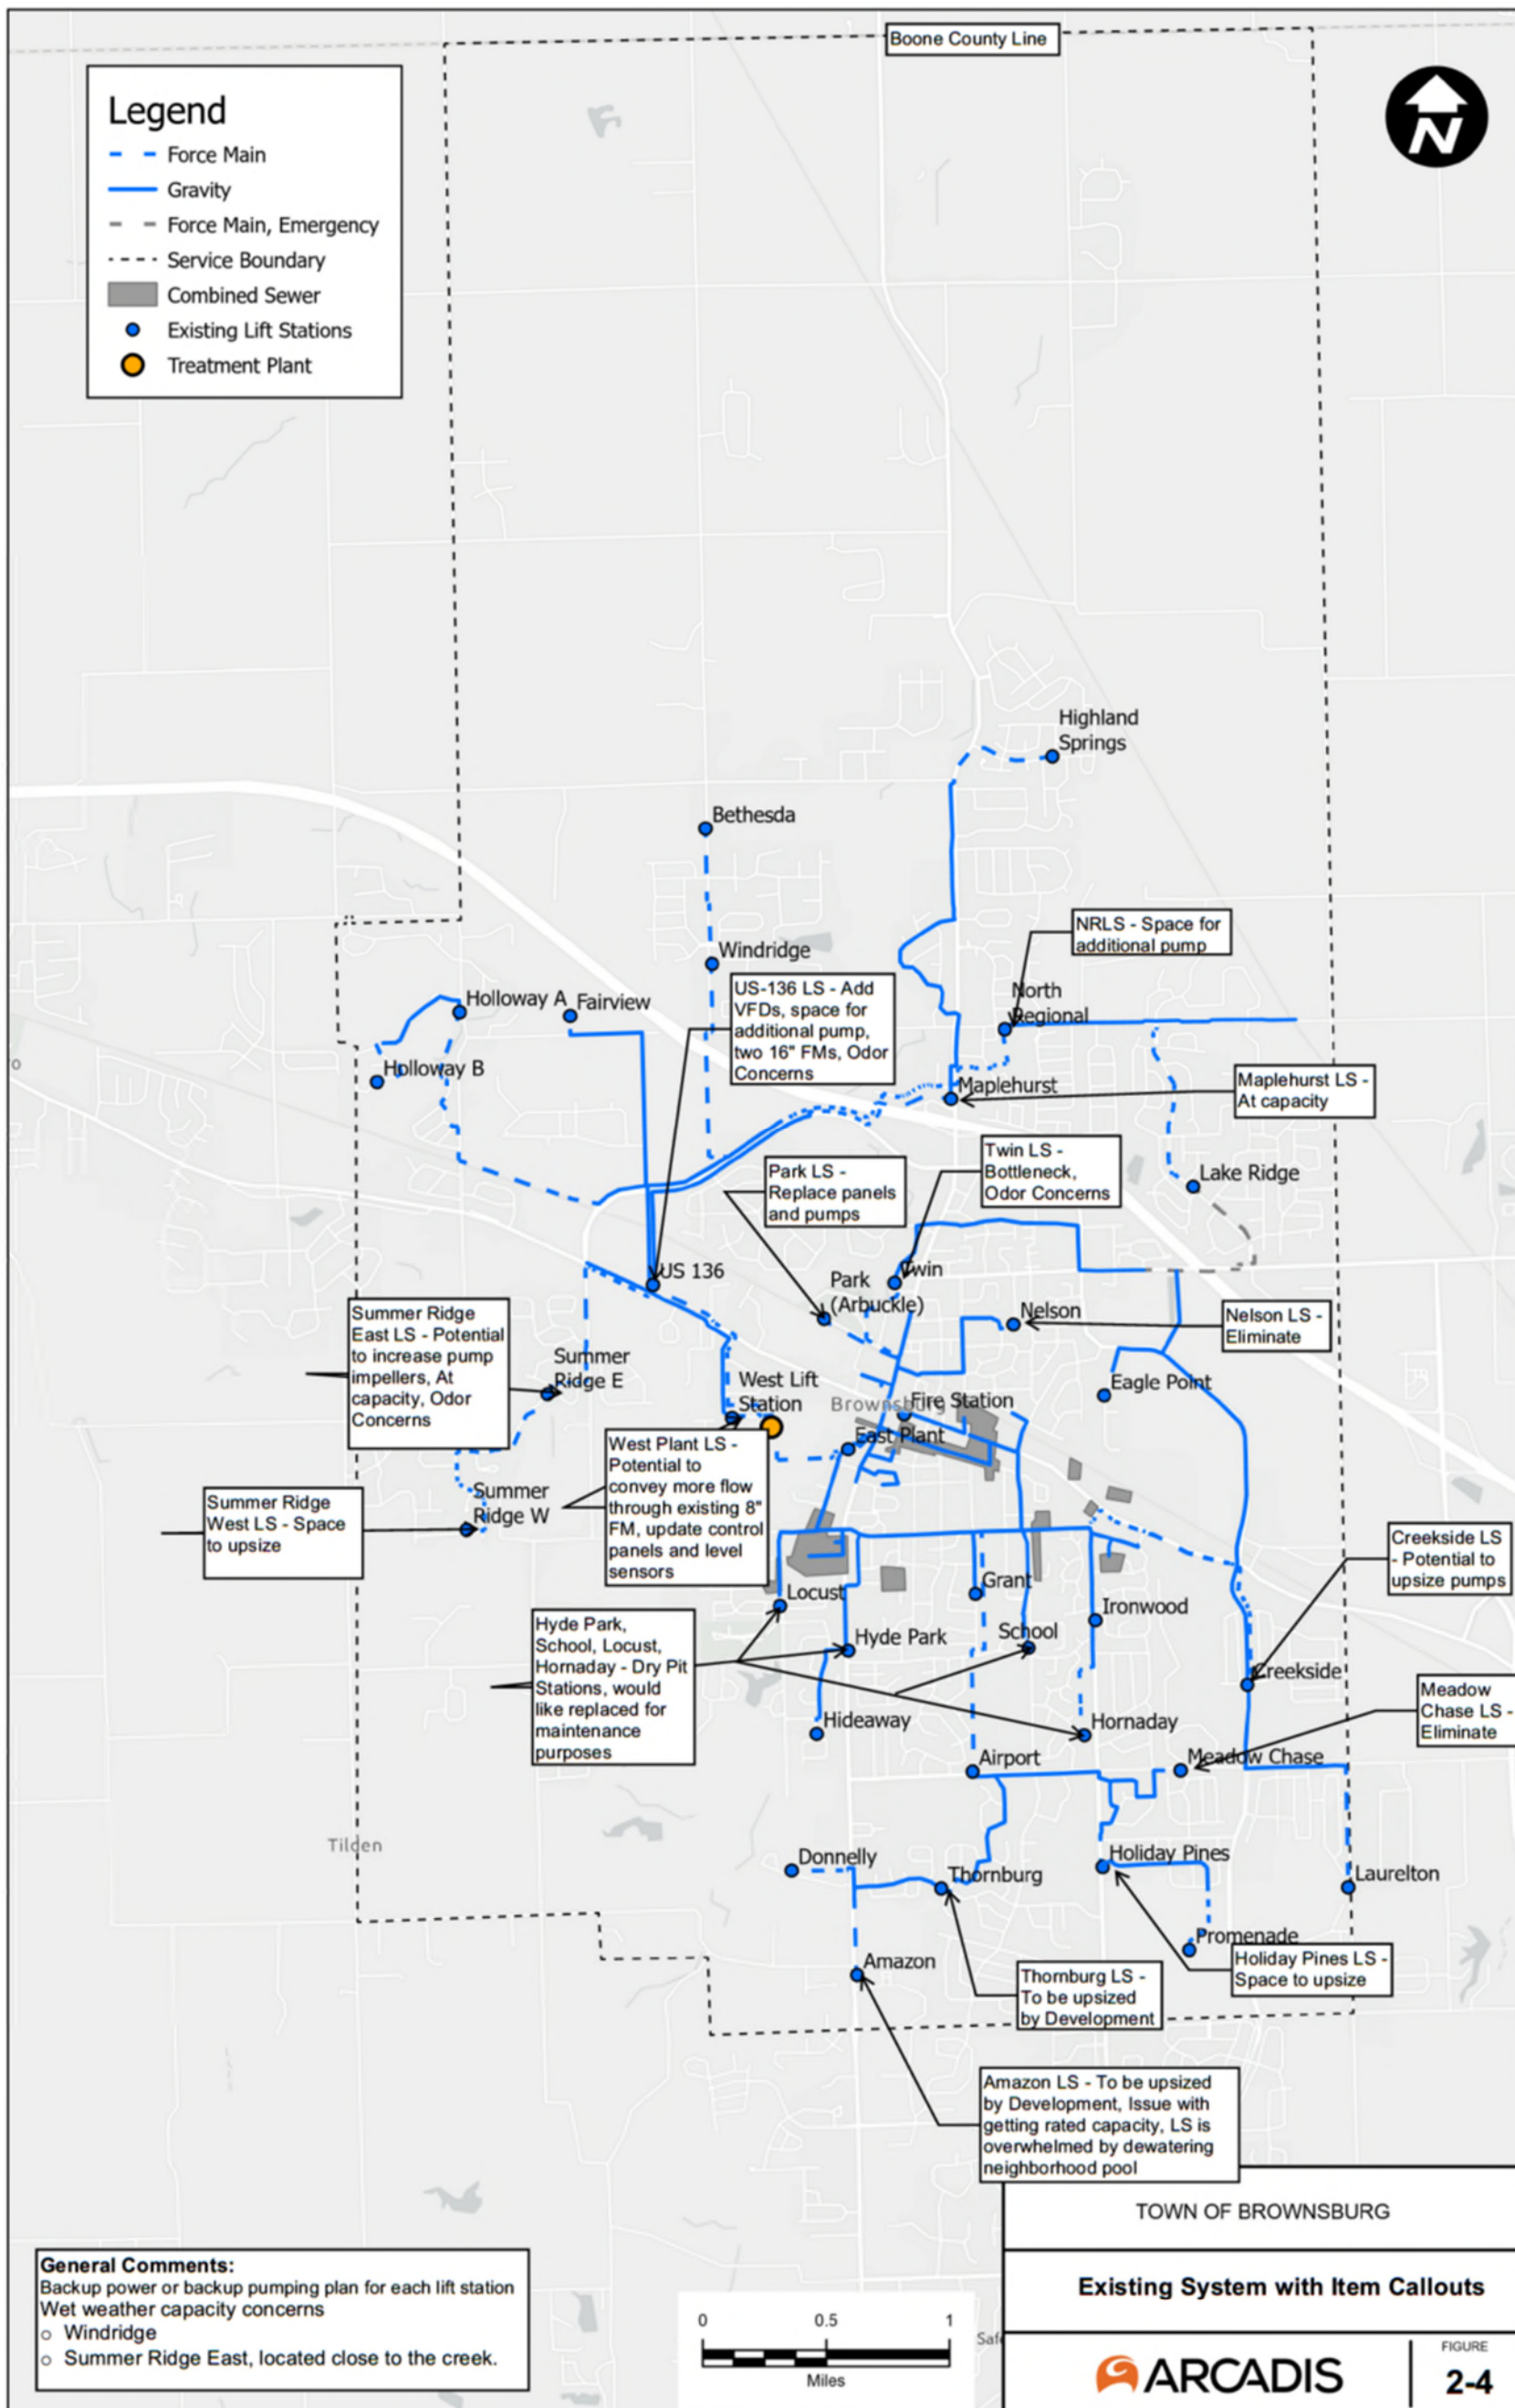 Boone County Line
Legend
Force Main
Gravity
Force Main, Emergency
Service Boundary
Combined Sewer
Existing Lift Stations
Treatment Plant
N
Highland
Springs
Bethesda
NRLS - Space for
additional pump
Windridge
US-136 LS - Add
VFDs, space for
additional pump,
two 16" FMs, Odor
Concerns
North
Regional
Holloway A
Fairview
Holloway B
Maplehurst
Maplehurst LS -
At capacity
Twin LS -
Bottleneck,
Odor Concerns
Park LS -
Replace panels
and pumps
Lake Ridge
US 136
Twin
Park
(Arbuckle)
Nelson
Nelson LS -
Eliminate
Summer Ridge
East LS - Potential
to increase pump
impellers, At
capacity, Odor
Concerns
Summer
Ridge E
West Lift
Station
Eagle Point
Brownsburg
Fire Station
East Plant
West Plant LS -
Potential to
convey more flow
through existing 8"
FM, update control
panels and level
sensors
Summer
Ridge W
Summer Ridge
West LS - Space
to upsize
Creekside LS
- Potential to
upsize pumps
Locust
Grant
Ironwood
Hyde Park,
School, Locust,
Hornaday - Dry Pit
Stations, would
like replaced for
maintenance
purposes
Hyde Park
School
Creekside
Meadow
Chase LS -
Eliminate
Hideaway
Hornaday
Airport
Meadow Chase
Tilden
Donnelly
Thornburg
Holiday Pines
Laurelton
Promenade
Holiday Pines LS -
Space to upsize
Amazon
Thornburg LS -
To be upsized
by Development
Amazon LS - To be upsized
by Development, Issue with
getting rated capacity, LS is
overwhelmed by dewatering
neighborhood pool
TOWN OF BROWNSBURG
Existing System with Item Callouts
General Comments:
Backup power or backup pumping plan for each lift station
Wet weather capacity concerns
o Windridge
o Summer Ridge East, located close to the creek.
0 0.5 1
Miles
ARCADIS
FIGURE
2-4